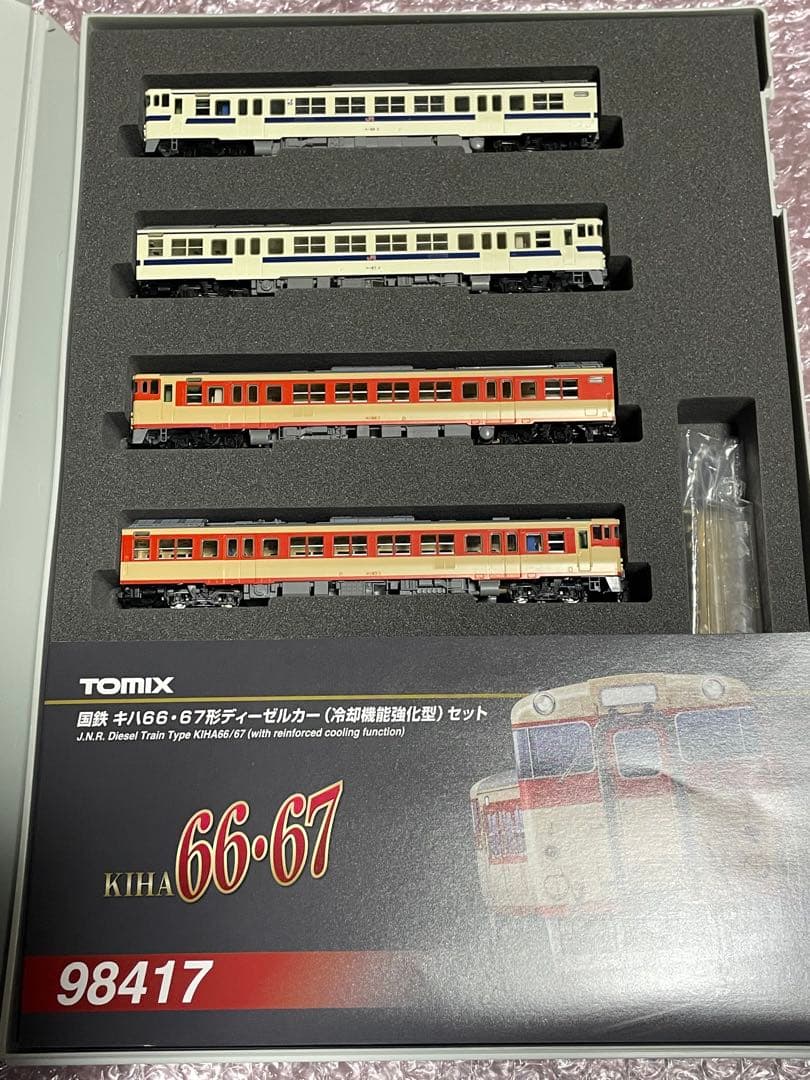 TOMIX
国鉄 キハ66・67形ディーゼルカー(冷却機能強化型)セット
J.N.R. Diesel Train Type KIHA66/67 (with reinforced cooling function)
KIHA 66・67
98417